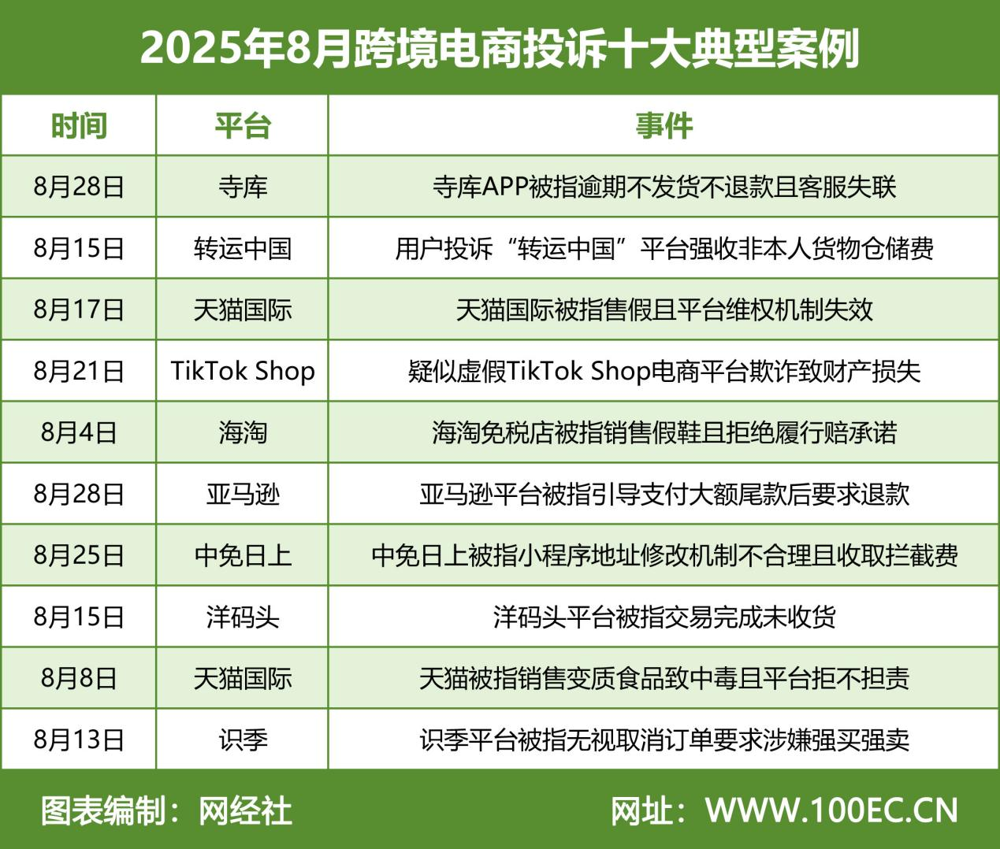 2025年8月跨境电商投诉十大典型案例
时间 平台 事件
8月28日 寺库 寺库APP被指逾期不发货不退款且客服失联
8月15日 转运中国 用户投诉“转运中国”平台强收非本人货物仓储费
8月17日 天猫国际 天猫国际被指售假且平台维权机制失效
8月21日 TikTok Shop 疑似虚假TikTok Shop电商平台欺诈致财产损失
8月4日 海淘 海淘免税店被指销售假鞋且拒绝履行赔承诺
8月28日 亚马逊 亚马逊平台被指引导支付大额尾款后要求退款
8月25日 中免日上 中免日上被指小程序地址修改机制不合理且收取拦截费
8月15日 洋码头 洋码头平台被指交易完成未收货
8月8日 天猫国际 天猫被指销售变质食品致中毒且平台拒不担责
8月13日 识季 识季平台被指无视取消订单要求涉嫌强买强卖
图表编制：网经社 网址：WWW.100EC.CN